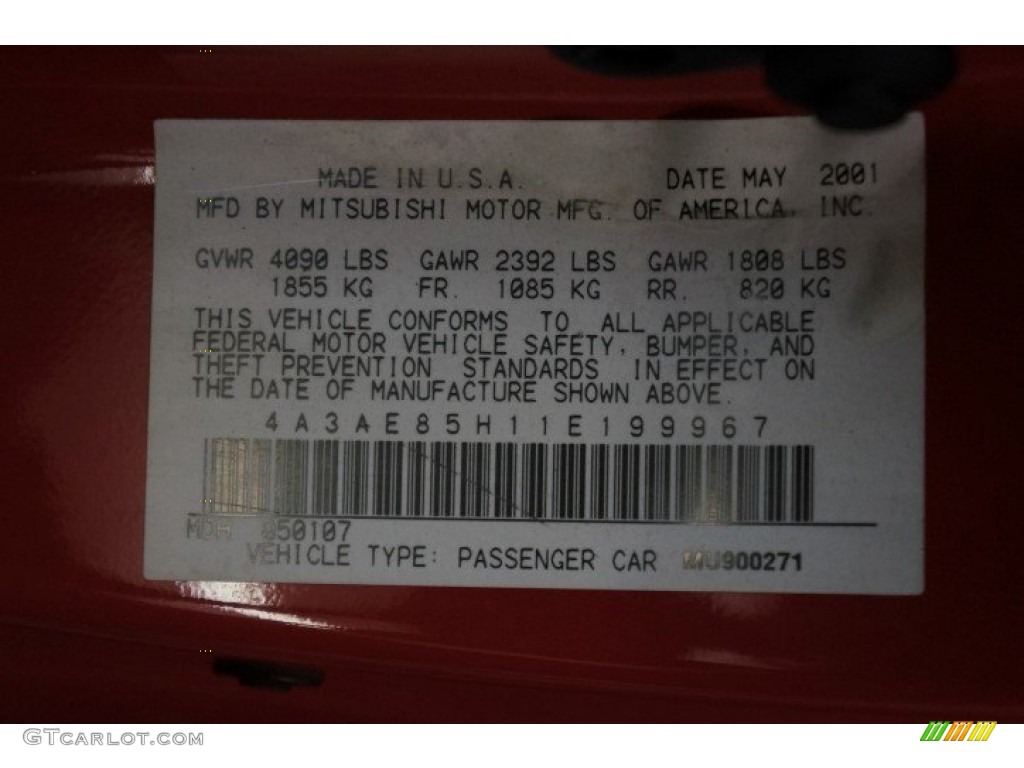 MADE IN U.S.A. DATE MAY 2001
MFD BY MITSUBISHI MOTOR MFG. OF AMERICA, INC.
GVWR 4090 LBS GAWR 2392 LBS GAWR 1808 LBS
1855 KG FR. 1085 KG RR. 820 KG
THIS VEHICLE CONFORMS TO ALL APPLICABLE
FEDERAL MOTOR VEHICLE SAFETY, BUMPER, AND
THEFT PREVENTION STANDARDS IN EFFECT ON
THE DATE OF MANUFACTURE SHOWN ABOVE.
4A3AE85H11E199967
MDH 050107
VEHICLE TYPE: PASSENGER CAR MU900271
GTCARLOT.COM